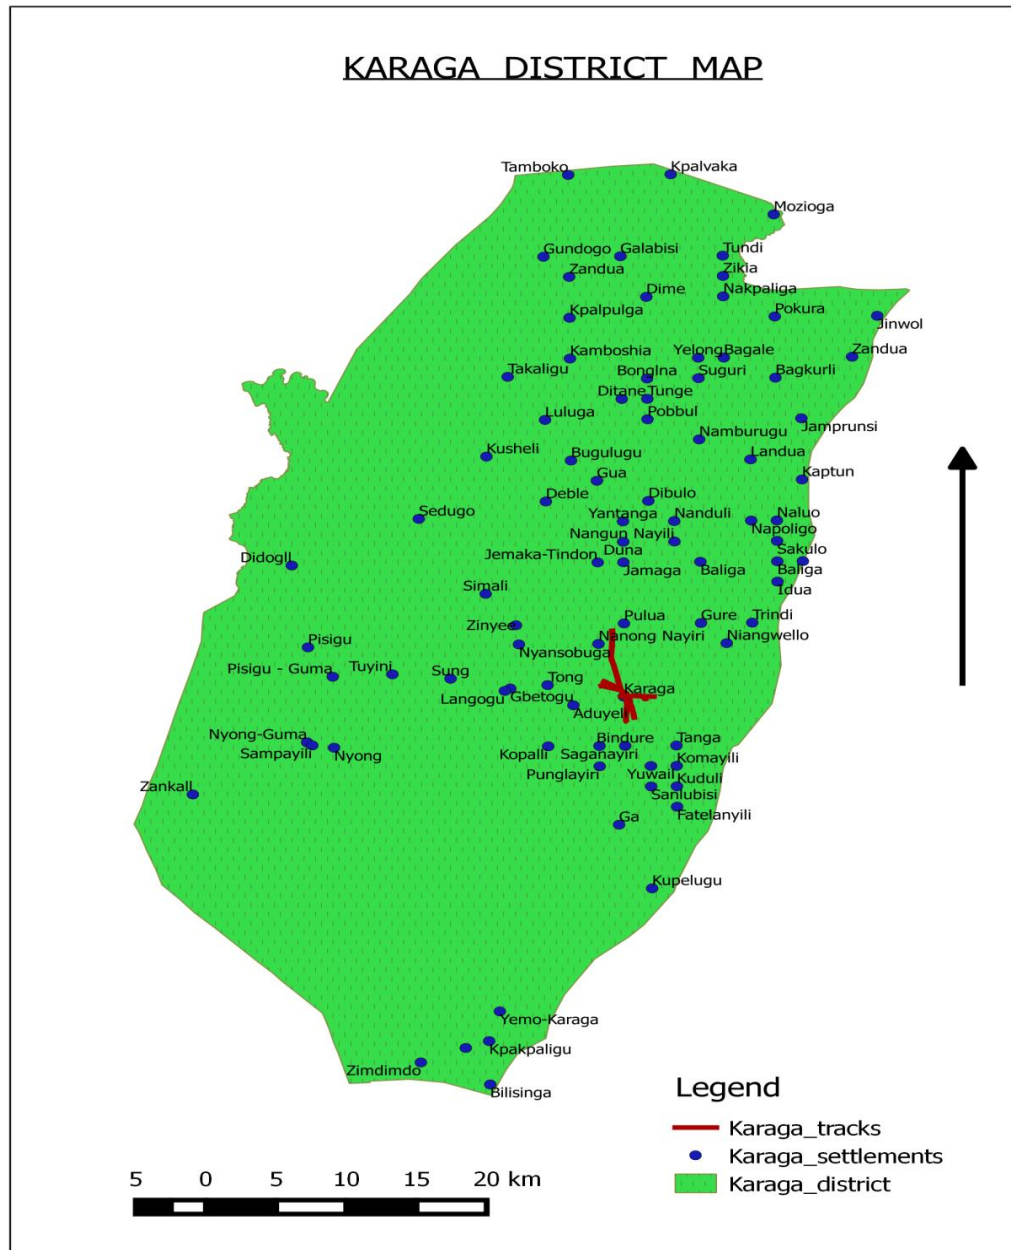 KARAGA DISTRICT MAP
Tamboko
Kpalvaka
Mozioga
Gundogo
Galabisi
Tundi
Zandua
Zikia
Dime
Nakpaliga
Kpalpulga
Pokura
Jinwol
Kamboshia
Yelong
Bagale
Zandua
Takaligu
Bonglna
Suguri
Bagkurli
Ditane
Tunge
Luluga
Pobbul
Jamprunsi
Namburugu
Kusheli
Bugulugu
Landua
Gua
Kaptun
Deble
Dibulo
Sedugo
Yantanga
Nanduli
Naluo
Napoligo
Nangun Nayili
Duna
Sakulo
Didogll
Jemaka-Tindon
Jamaga
Baliga
Baliga
Idua
Simali
Zinyee
Pulua
Gure
Trindi
Pisigu
Nyansobuga
Nanong Nayiri
Niangwello
Pisigu - Guma
Tuyini
Sung
Tong
Langogu
Gbetogu
Karaga
Aduyeli
Nyong-Guma
Sampayili
Nyong
Kopalli
Bindure
Saganayiri
Tanga
Punglayiri
Komayili
Yuwail
Kuduli
Zankall
Sanlubisi
Fatelanyili
Ga
Kupelugu
Yemo-Karaga
Kpakpaligu
Zimdimdo
Bilisinga
Legend
Karaga_tracks
Karaga_settlements
Karaga_district
5 0 5 10 15 20 km